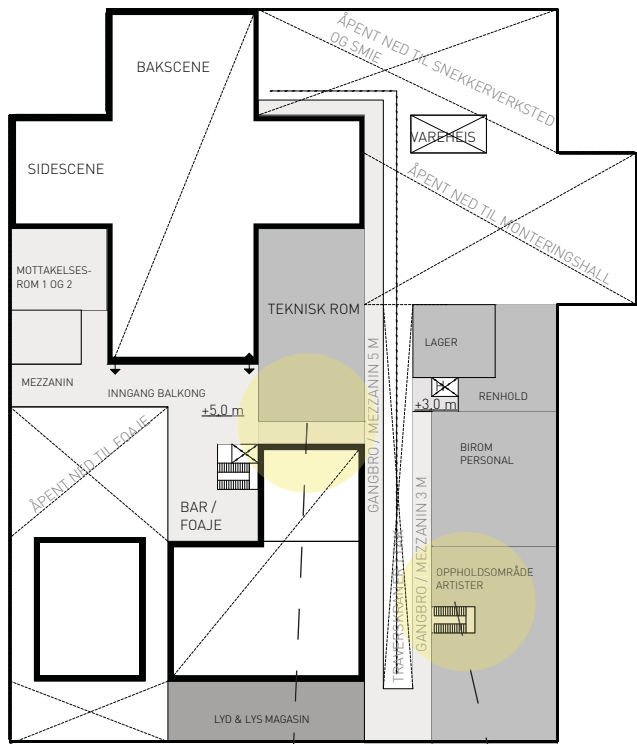 BAKSCENE
ÅPENT NED TIL SNEKKERVERKSTED
OG SMIE
VAREHEIS
SIDESCENE
ÅPENT NED TIL MONTERINGSHALL
MOTTAKELSES-
ROM 1 OG 2
TEKNISK ROM
LAGER
MEZZANIN
INNGANG BALKONG
+5,0 m
H
+3,0 m
RENHOLD
GANGBRO / MEZZANIN 5 M
ÅPENT NED TIL FOAJE
BIROM
PERSONAL
BAR /
FOAJE
GANGBRO / MEZZANIN 3 M
TRAVERSKRANER
OPPHOLDSOMRÅDE
ARTISTER
LYD & LYS MAGASIN